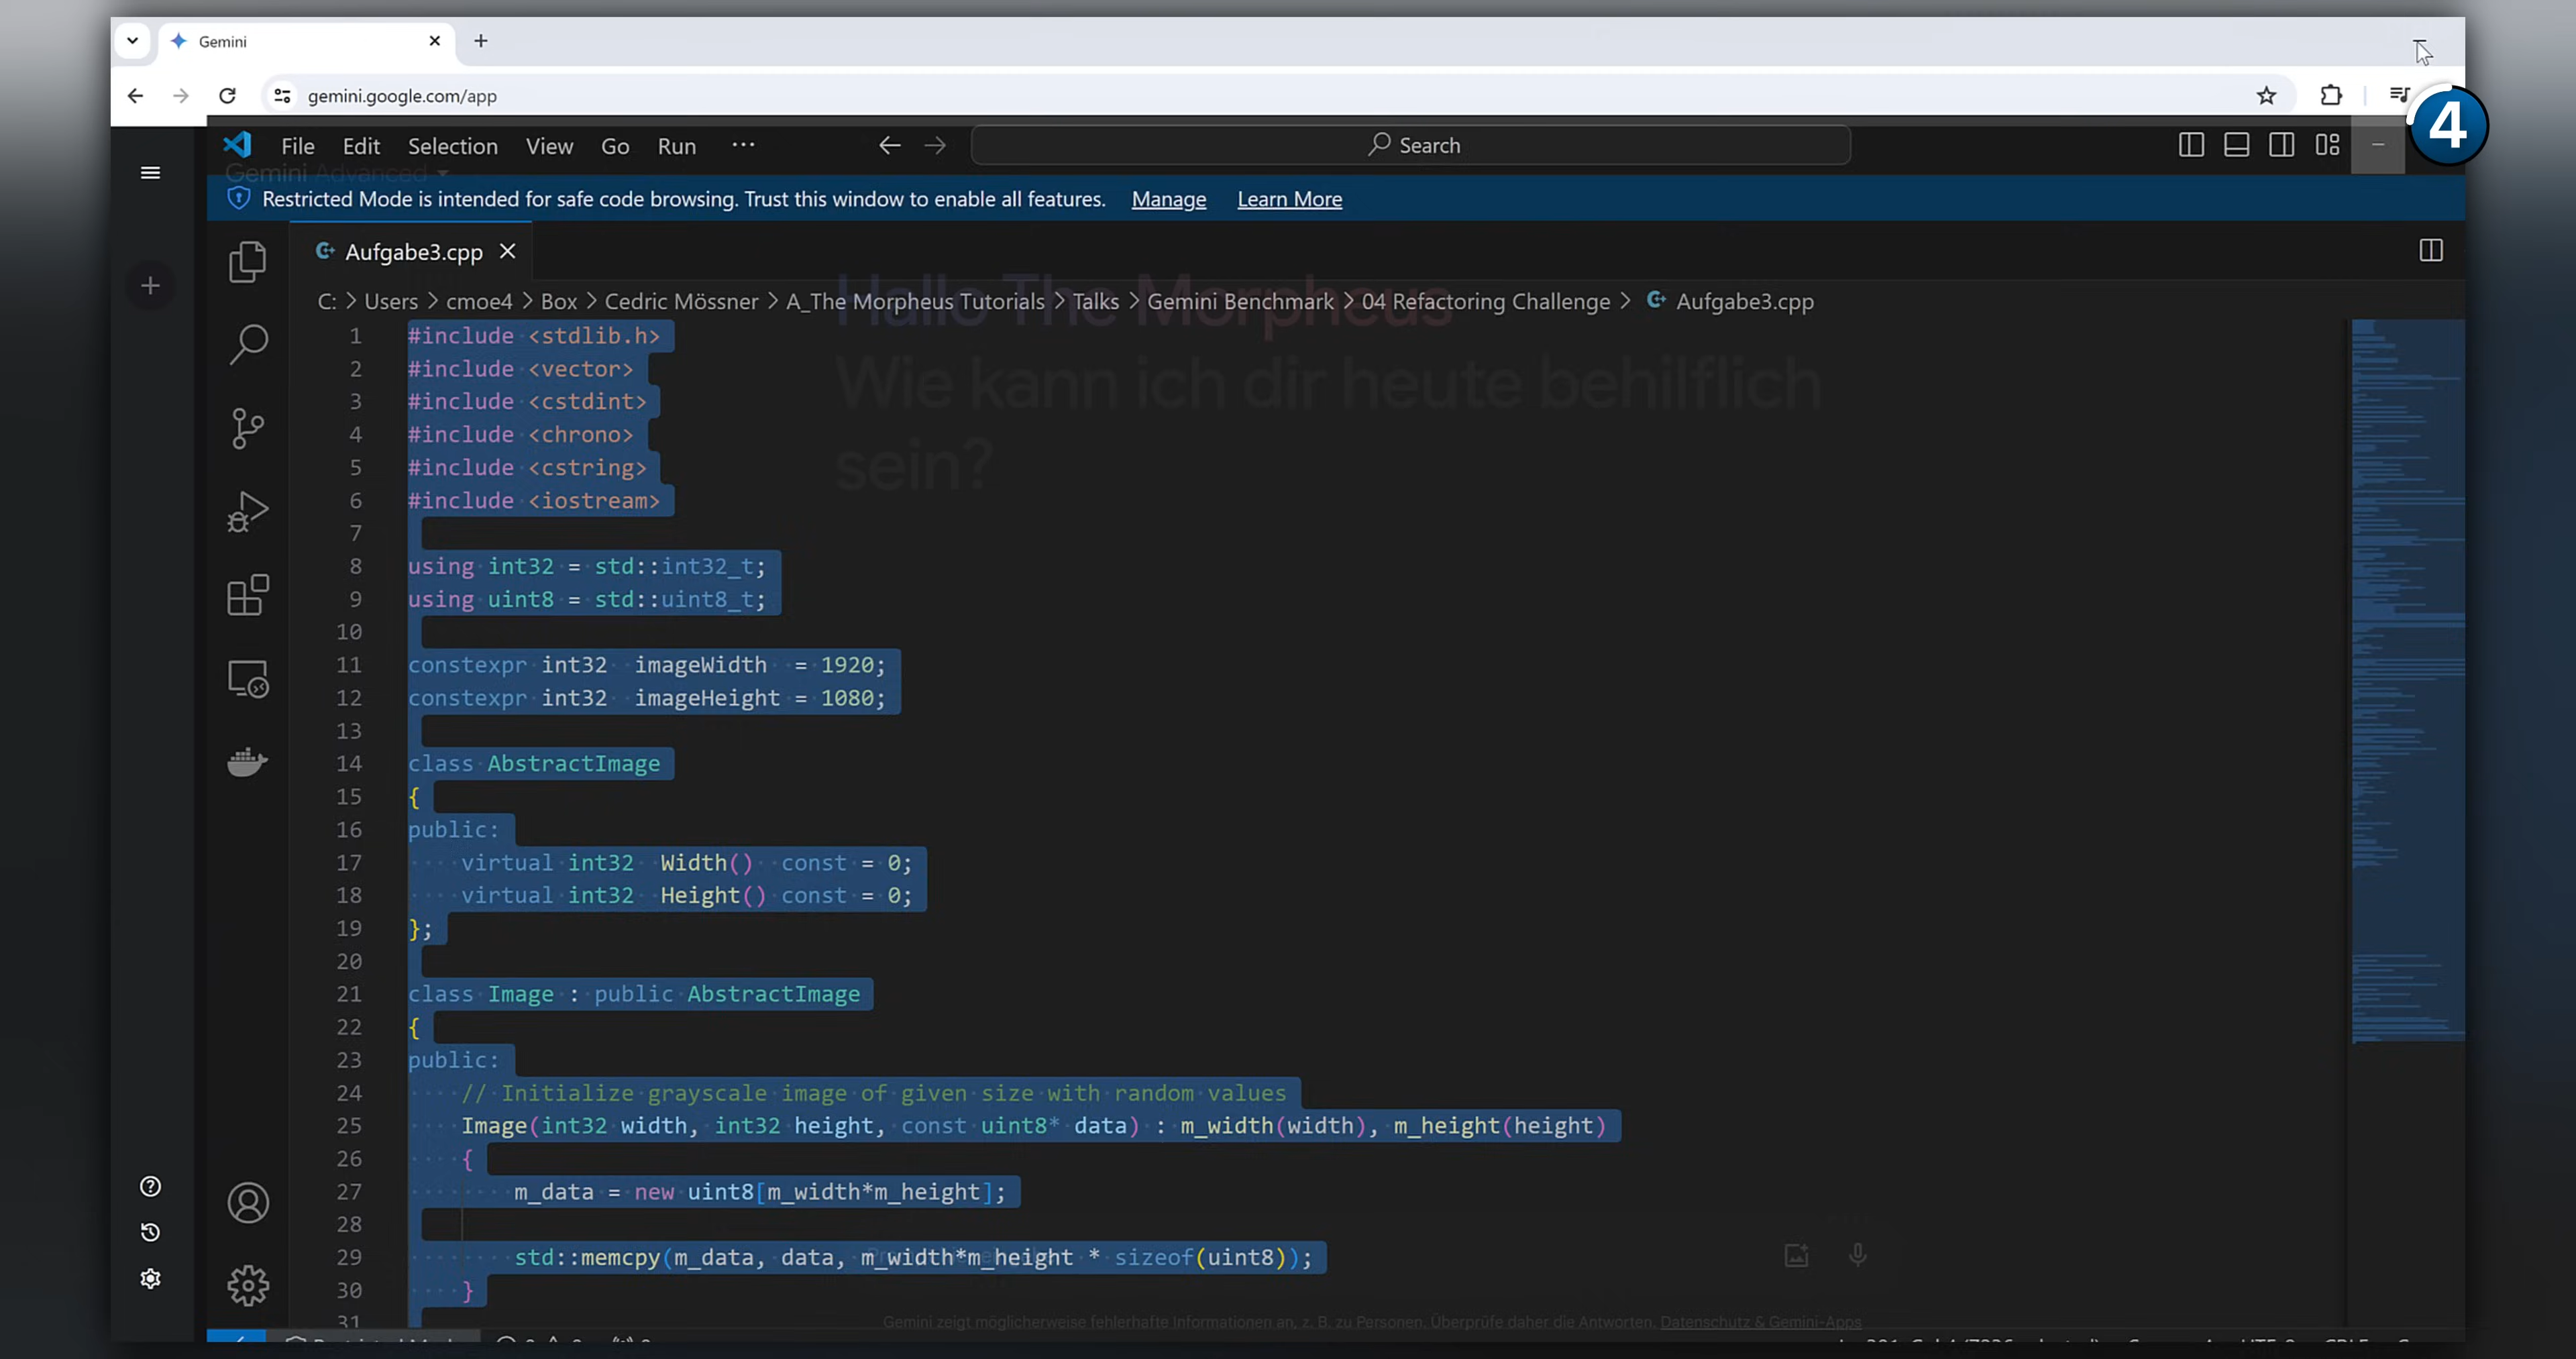 Gemini
gemini.google.com/app
4
File Edit Selection View Go Run ··· Search
Gemini Advanced
Restricted Mode is intended for safe code browsing. Trust this window to enable all features. Manage Learn More
Aufgabe3.cpp
C: > Users > cmoe4 > Box > Cedric Mössner > A_The Morpheus Tutorials > Talks > Gemini Benchmark > 04 Refactoring Challenge > Aufgabe3.cpp
Hallo The Morpheus
Wie kann ich dir heute behilflich
sein?
1 #include <stdlib.h>
2 #include <vector>
3 #include <cstdint>
4 #include <chrono>
5 #include <cstring>
6 #include <iostream>
7
8 using int32 = std::int32_t;
9 using uint8 = std::uint8_t;
10
11 constexpr int32  imageWidth  = 1920;
12 constexpr int32  imageHeight = 1080;
13
14 class AbstractImage
15 {
16 public:
17     virtual int32  Width()  const = 0;
18     virtual int32  Height() const = 0;
19 };
20
21 class Image : public AbstractImage
22 {
23 public:
24     // Initialize grayscale image of given size with random values
25     Image(int32 width, int32 height, const uint8* data) : m_width(width), m_height(height)
26     {
27         m_data = new uint8[m_width*m_height];
28
29         std::memcpy(m_data, data, m_width*m_height * sizeof(uint8));
30     }
31
Gemini zeigt möglicherweise fehlerhafte Informationen an, z. B. zu Personen. Überprüfe daher die Antworten. Datenschutz & Gemini-Apps